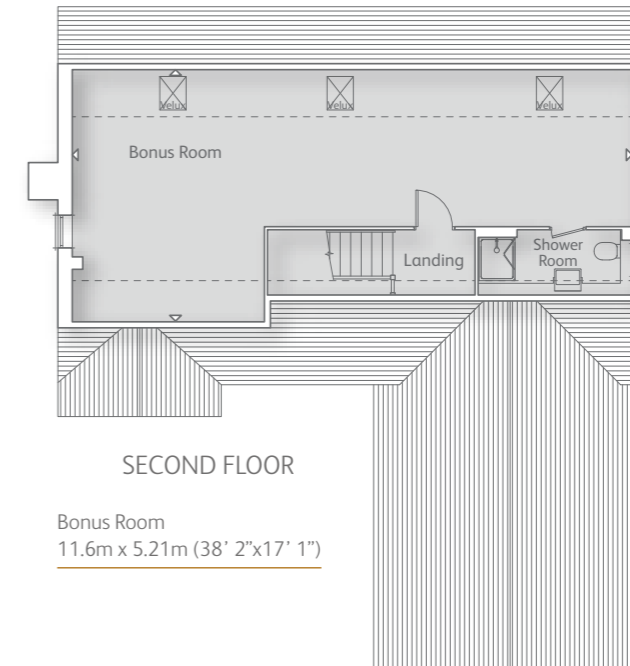 Velux
Velux
Velux
Bonus Room
Landing
Shower
Room
SECOND FLOOR
Bonus Room
11.6m x 5.21m (38’ 2”x17’ 1”)